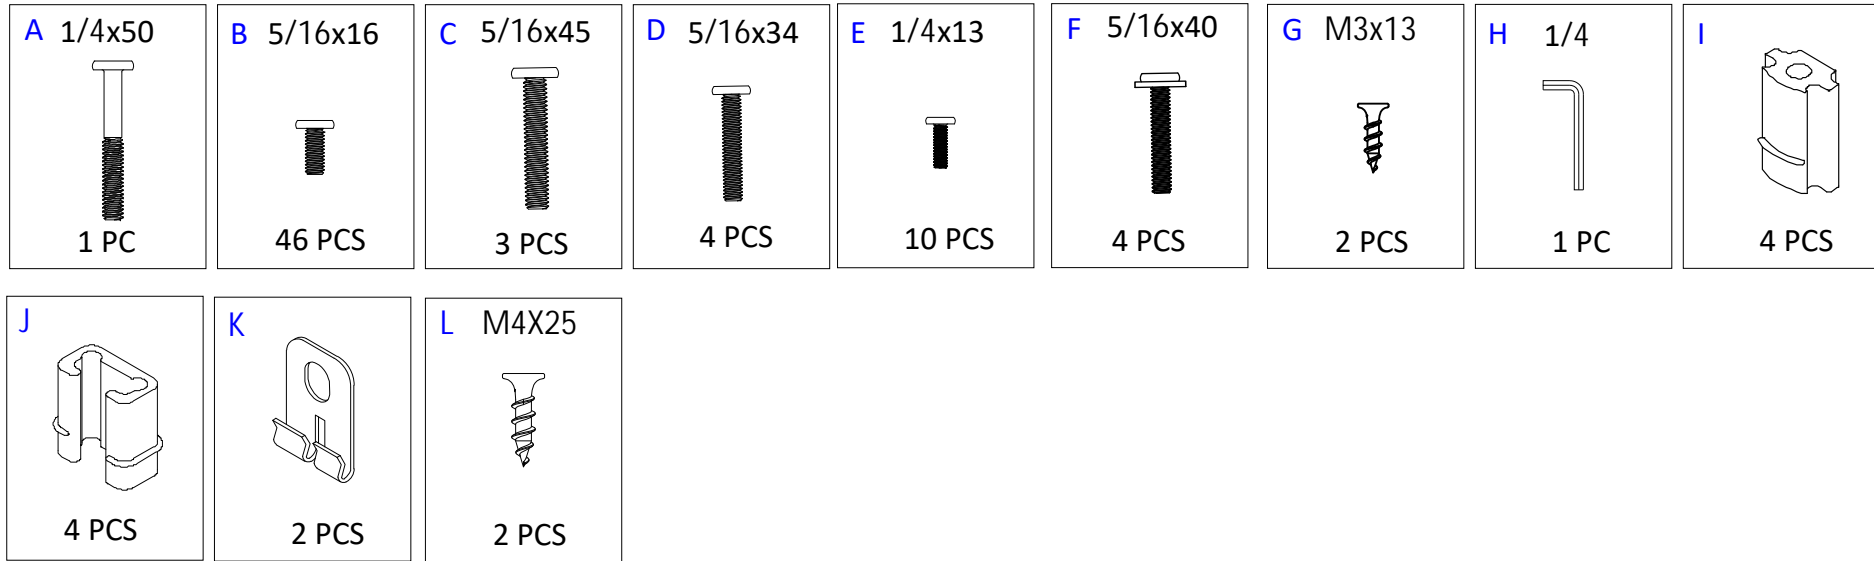 A 1/4x50
1 PC
B 5/16x16
46 PCS
C 5/16x45
3 PCS
D 5/16x34
4 PCS
E 1/4x13
10 PCS
F 5/16x40
4 PCS
G M3x13
2 PCS
H 1/4
1 PC
I
4 PCS
J
4 PCS
K
2 PCS
L M4X25
2 PCS